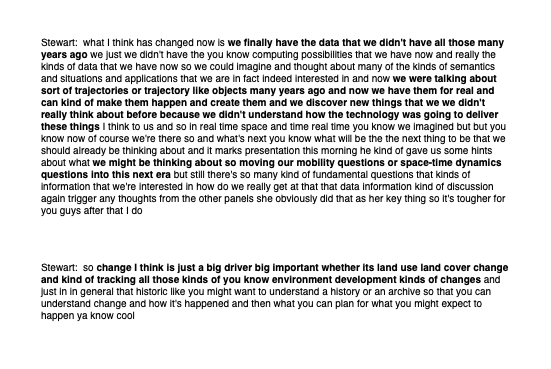 Stewart:  what I think has changed now is we finally have the data that we didn't have all those many
years ago we just we didn't have the you know computing possibilities that we have now and really the
kinds of data that we have now so we could imagine and thought about many of the kinds of semantics
and situations and applications that we are in fact indeed interested in and now we were talking about
sort of trajectories or trajectory like objects many years ago and now we have them for real and
can kind of make them happen and create them and we discover new things that we we didn't
really think about before because we didn't understand how the technology was going to deliver
these things I think to us and so in real time space and time real time you know we imagined but but you
know now of course we're there so and what's next you know what will be the the next thing to be that we
should already be thinking about and it marks presentation this morning he kind of gave us some hints
about what we might be thinking about so moving our mobility questions or space-time dynamics
questions into this next era but still there's so many kind of fundamental questions that kinds of
information that we're interested in how do we really get at that that data information kind of discussion
again trigger any thoughts from the other panels she obviously did that as her key thing so it's tougher for
you guys after that I do
Stewart:  so change I think is just a big driver big important whether its land use land cover change
and kind of tracking all those kinds of you know environment development kinds of changes and
just in in general that historic like you might want to understand a history or an archive so that you can
understand change and how it's happened and then what you can plan for what you might expect to
happen ya know cool